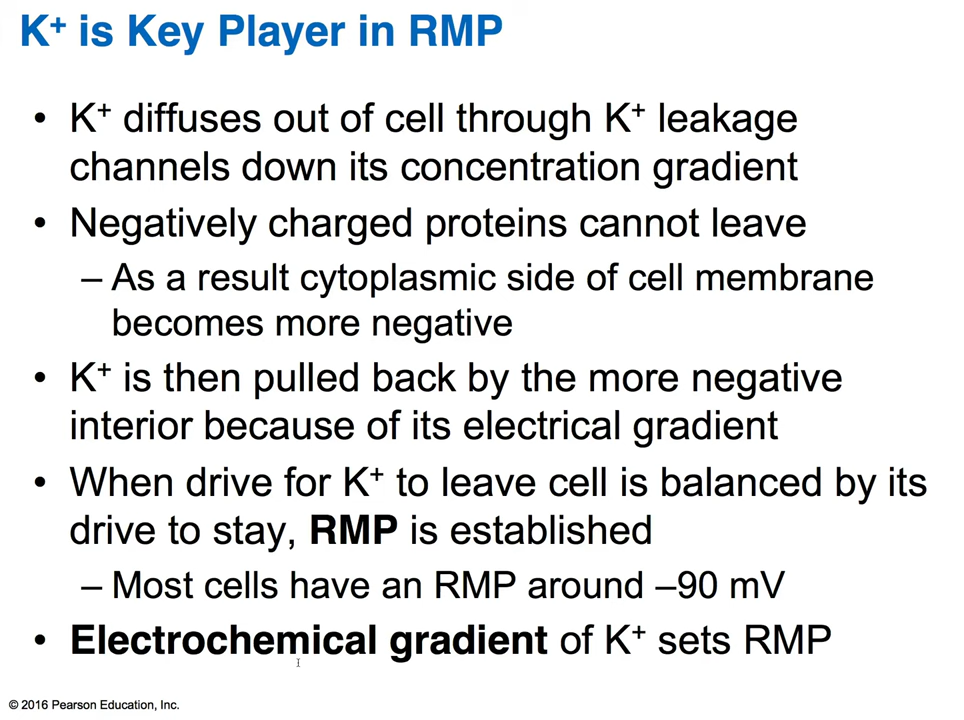 K+ is Key Player in RMP
• K+ diffuses out of cell through K+ leakage
channels down its concentration gradient
• Negatively charged proteins cannot leave
– As a result cytoplasmic side of cell membrane
becomes more negative
• K+ is then pulled back by the more negative
interior because of its electrical gradient
• When drive for K+ to leave cell is balanced by its
drive to stay, RMP is established
– Most cells have an RMP around –90 mV
• Electrochemical gradient of K+ sets RMP
© 2016 Pearson Education, Inc.